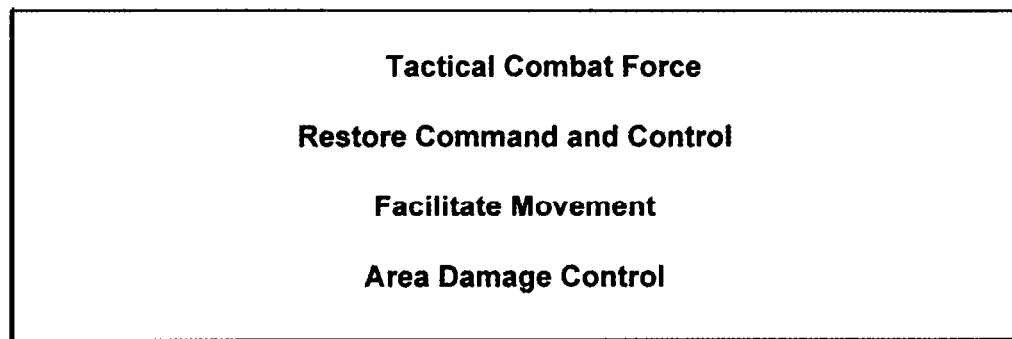 Tactical Combat Force
Restore Command and Control
Facilitate Movement
Area Damage Control